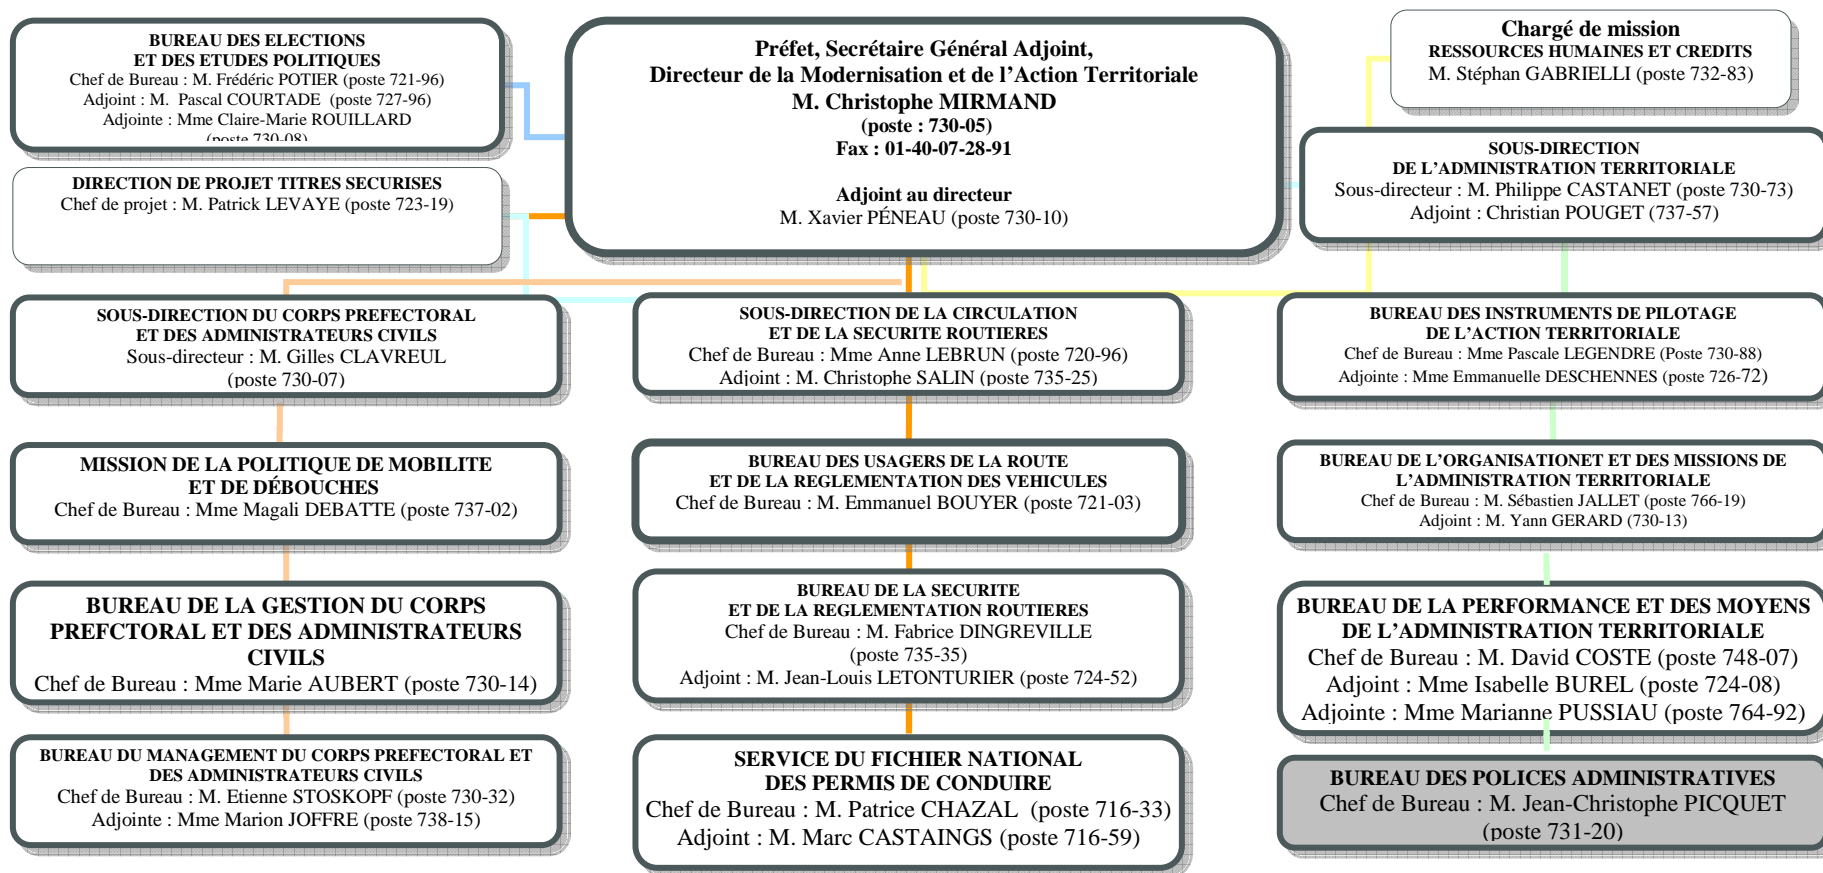 BUREAU DES ELECTIONS
ET DES ETUDES POLITIQUES
Chef de Bureau : M. Frédéric POTIER (poste 721-96)
Adjoint : M. Pascal COURTADE (poste 727-96)
Adjointe : Mme Claire-Marie ROUILLARD
(poste 730-08)
DIRECTION DE PROJET TITRES SECURISES
Chef de projet : M. Patrick LEVAYE (poste 723-19)
Préfet, Secrétaire Général Adjoint,
Directeur de la Modernisation et de l'Action Territoriale
M. Christophe MIRMAND
(poste : 730-05)
Fax : 01-40-07-28-91
Adjoint au directeur
M. Xavier PÉNEAU (poste 730-10)
Chargé de mission
RESSOURCES HUMAINES ET CREDITS
M. Stéphan GABRIELLI (poste 732-83)
SOUS-DIRECTION
DE L'ADMINISTRATION TERRITORIALE
Sous-directeur : M. Philippe CASTANET (poste 730-73)
Adjoint : Christian POUGET (737-57)
SOUS-DIRECTION DU CORPS PREFECTORAL
ET DES ADMINISTRATEURS CIVILS
Sous-directeur : M. Gilles CLAVREUL
(poste 730-07)
SOUS-DIRECTION DE LA CIRCULATION
ET DE LA SECURITE ROUTIERES
Chef de Bureau : Mme Anne LEBRUN (poste 720-96)
Adjoint : M. Christophe SALIN (poste 735-25)
BUREAU DES INSTRUMENTS DE PILOTAGE
DE L'ACTION TERRITORIALE
Chef de Bureau : Mme Pascale LEGENDRE (Poste 730-88)
Adjointe : Mme Emmanuelle DESCHENNES (poste 726-72)
MISSION DE LA POLITIQUE DE MOBILITE
ET DE DÉBOUCHES
Chef de Bureau : Mme Magali DEBATTE (poste 737-02)
BUREAU DES USAGERS DE LA ROUTE
ET DE LA REGLEMENTATION DES VEHICULES
Chef de Bureau : M. Emmanuel BOUYER (poste 721-03)
BUREAU DE L'ORGANISATIONET ET DES MISSIONS DE
L'ADMINISTRATION TERRITORIALE
Chef de Bureau : M. Sébastien JALLET (poste 766-19)
Adjoint : M. Yann GERARD (730-13)
BUREAU DE LA GESTION DU CORPS
PREFCTORAL ET DES ADMINISTRATEURS
CIVILS
Chef de Bureau : Mme Marie AUBERT (poste 730-14)
BUREAU DE LA SECURITE
ET DE LA REGLEMENTATION ROUTIERES
Chef de Bureau : M. Fabrice DINGREVILLE
(poste 735-35)
Adjoint : M. Jean-Louis LETONTURIER (poste 724-52)
BUREAU DE LA PERFORMANCE ET DES MOYENS
DE L'ADMINISTRATION TERRITORIALE
Chef de Bureau : M. David COSTE (poste 748-07)
Adjoint : Mme Isabelle BUREL (poste 724-08)
Adjointe : Mme Marianne PUSSIAU (poste 764-92)
BUREAU DU MANAGEMENT DU CORPS PREFECTORAL ET
DES ADMINISTRATEURS CIVILS
Chef de Bureau : M. Etienne STOSKOPF (poste 730-32)
Adjointe : Mme Marion JOFFRE (poste 738-15)
SERVICE DU FICHIER NATIONAL
DES PERMIS DE CONDUIRE
Chef de Bureau : M. Patrice CHAZAL (poste 716-33)
Adjoint : M. Marc CASTAINGS (poste 716-59)
BUREAU DES POLICES ADMINISTRATIVES
Chef de Bureau : M. Jean-Christophe PICQUET
(poste 731-20)